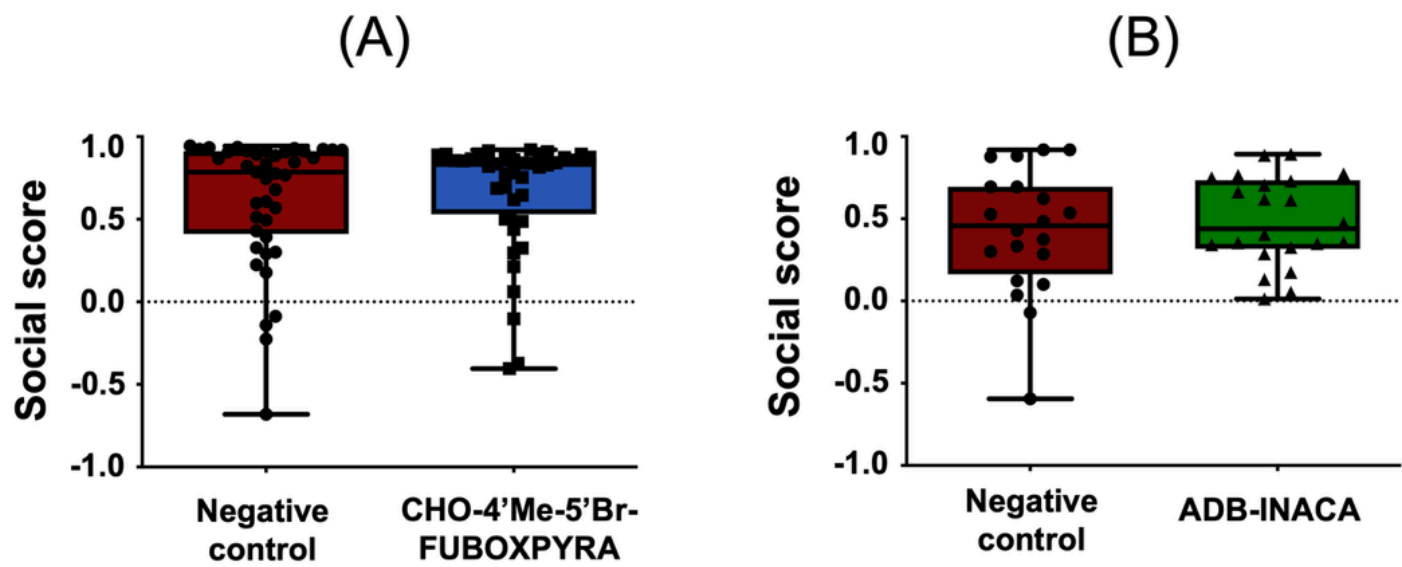 (A)
Social score
1.0
0.5
0.0
-0.5
-1.0
Negative
control
CHO-4’Me-5’Br-
FUBOXPYRA
(B)
Social score
1.0
0.5
0.0
-0.5
-1.0
Negative
control
ADB-INACA